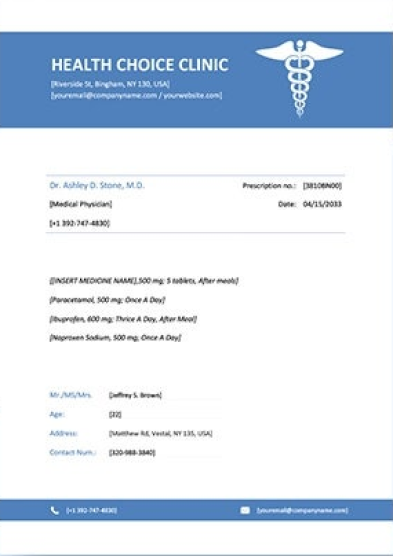 HEALTH CHOICE CLINIC
[Riverside St, Bingham, NY 130, USA]
[youremail@companyname.com / yourwebsite.com]
Dr. Ashley D. Stone, M.D.
Prescription no.: [3810BN00]
[Medical Physician]
Date: 04/15/2033
[+1 392-747-4830]
[[INSERT MEDICINE NAME],500 mg; 5 tablets, After meals]
[Paracetamol, 500 mg; Once A Day]
[Ibuprofen, 600 mg; Thrice A Day, After Meal]
[Naproxen Sodium, 500 mg, Once A Day]
Mr./MS/Mrs. [Jeffrey S. Brown]
Age: [22]
Address: [Matthew Rd, Vestal, NY 135, USA]
Contact Num.: [320-988-3840]
[+1 392-747-4830]
[youremail@companyname.com]